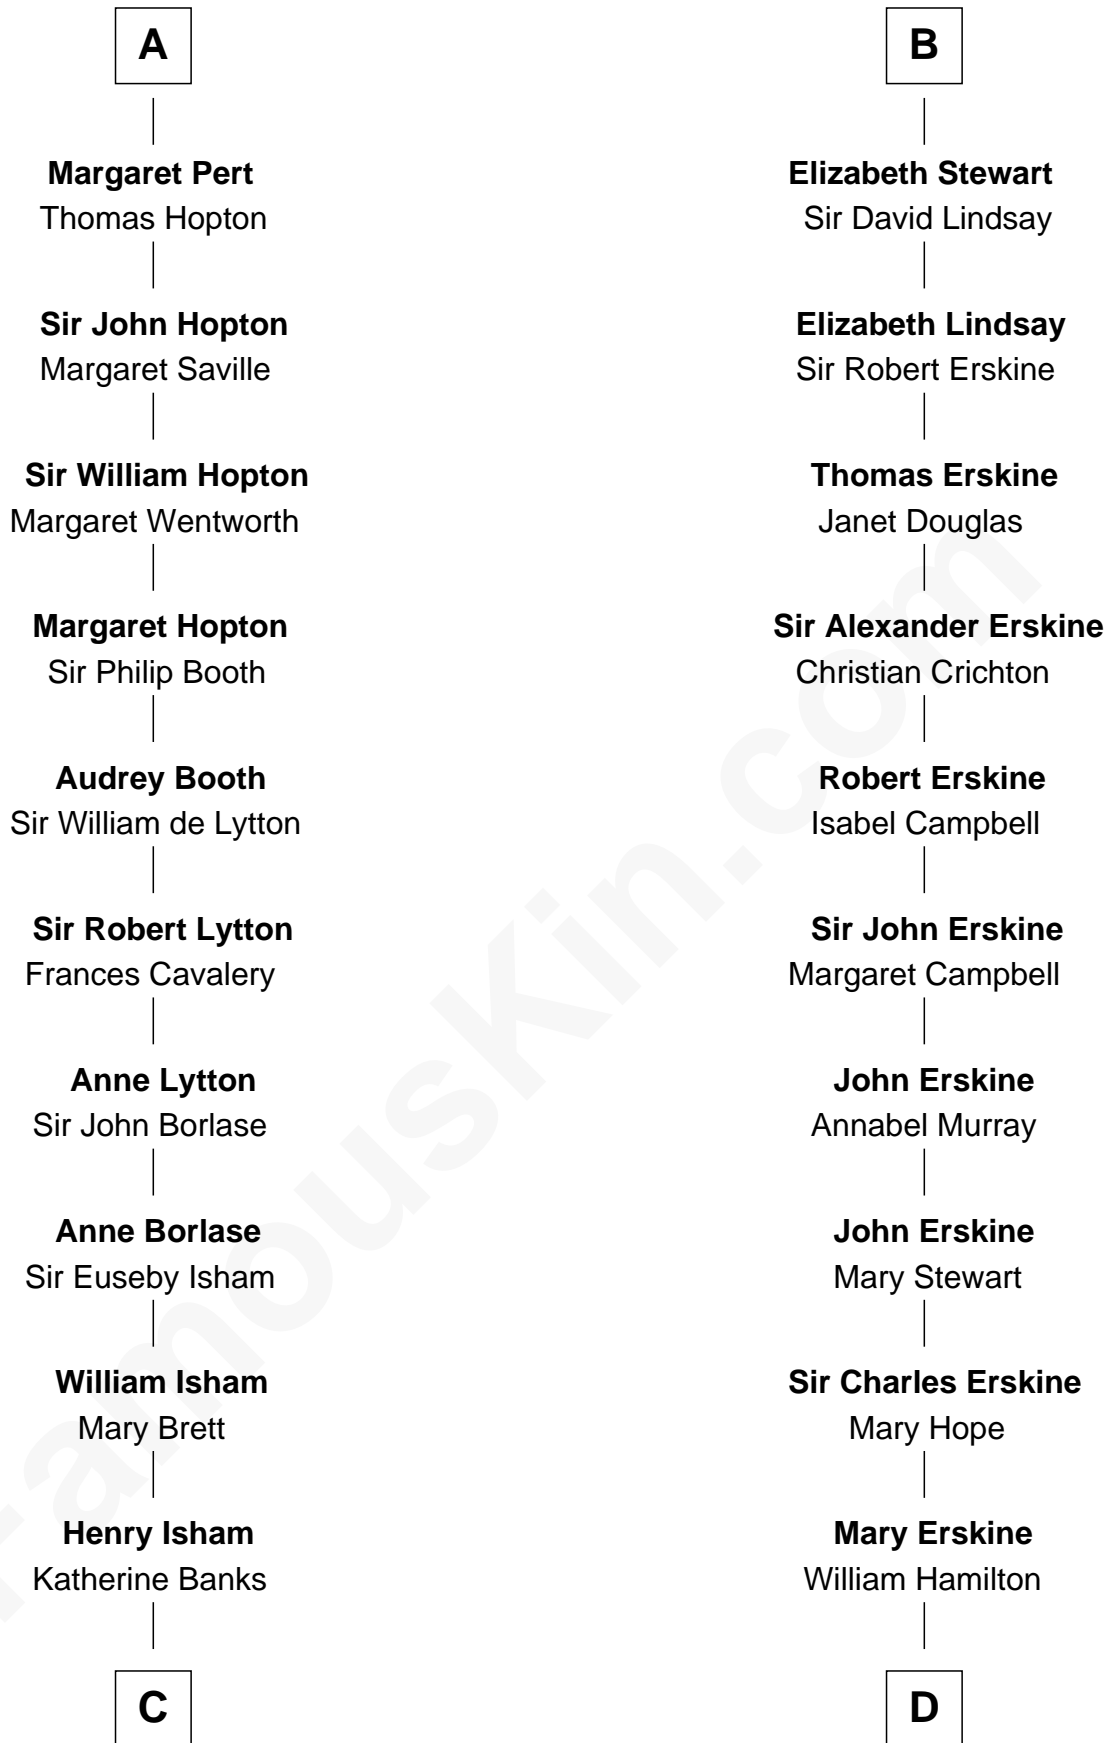 A
Margaret Pert
Thomas Hopton
Sir John Hopton
Margaret Saville
Sir William Hopton
Margaret Wentworth
Margaret Hopton
Sir Philip Booth
Audrey Booth
Sir William de Lytton
Sir Robert Lytton
Frances Cavalery
Anne Lytton
Sir John Borlase
Anne Borlase
Sir Euseby Isham
William Isham
Mary Brett
Henry Isham
Katherine Banks
C
B
Elizabeth Stewart
Sir David Lindsay
Elizabeth Lindsay
Sir Robert Erskine
Thomas Erskine
Janet Douglas
Sir Alexander Erskine
Christian Crichton
Robert Erskine
Isabel Campbell
Sir John Erskine
Margaret Campbell
John Erskine
Annabel Murray
John Erskine
Mary Stewart
Sir Charles Erskine
Mary Hope
Mary Erskine
William Hamilton
D
FamousKin.com